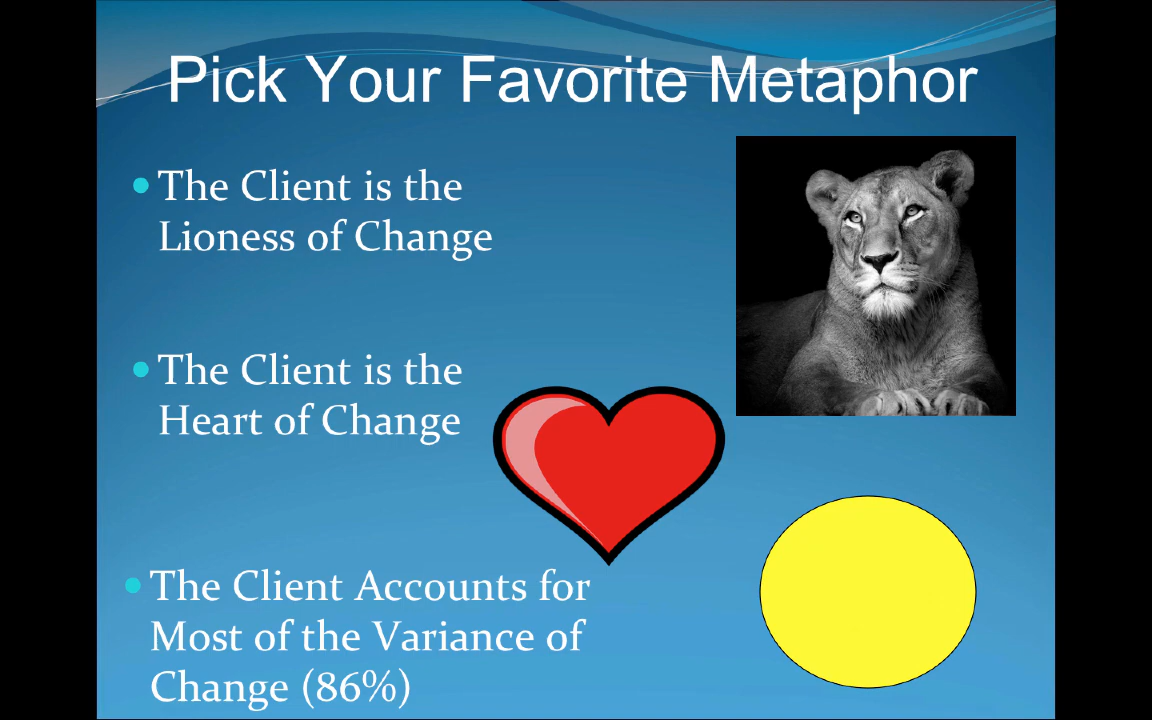 Pick Your Favorite Metaphor
The Client is the
Lioness of Change
The Client is the
Heart of Change
The Client Accounts for
Most of the Variance of
Change (86%)